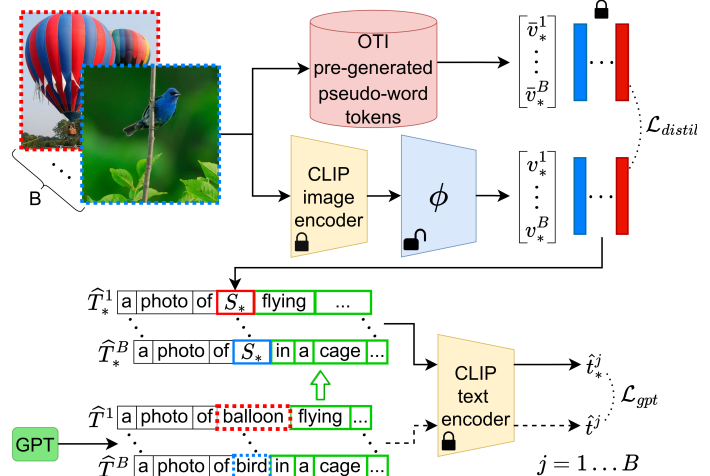 OTI
pre-generated
pseudo-word
tokens
v̄*¹
v̄*ᴮ
B
CLIP
image
encoder
ϕ
v*¹
v*ᴮ
ℒdistil
T̂*¹ a photo of S* flying ...
T̂*ᴮ a photo of S* in a cage ...
CLIP
text
encoder
t̂*ʲ
ℒgpt
t̂ʲ
GPT
T̂¹ a photo of balloon flying ...
T̂ᴮ a photo of bird in a cage ...
j = 1 ... B